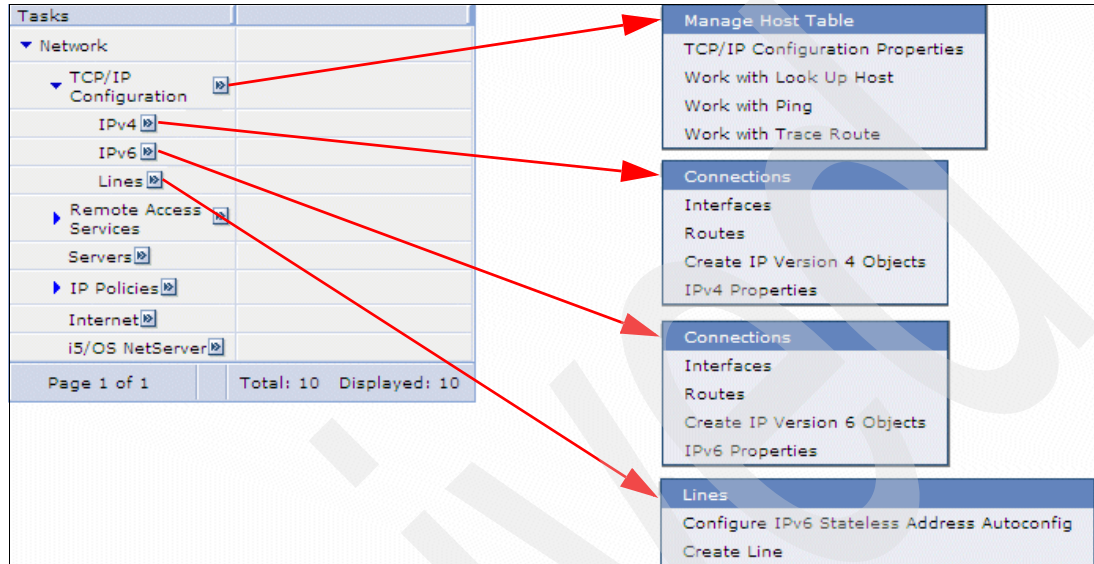 Tasks
Network
TCP/IP
Configuration
IPv4
IPv6
Lines
Remote Access
Services
Servers
IP Policies
Internet
i5/OS NetServer
Page 1 of 1 Total: 10 Displayed: 10
Manage Host Table
TCP/IP Configuration Properties
Work with Look Up Host
Work with Ping
Work with Trace Route
Connections
Interfaces
Routes
Create IP Version 4 Objects
IPv4 Properties
Connections
Interfaces
Routes
Create IP Version 6 Objects
IPv6 Properties
Lines
Configure IPv6 Stateless Address Autoconfig
Create Line